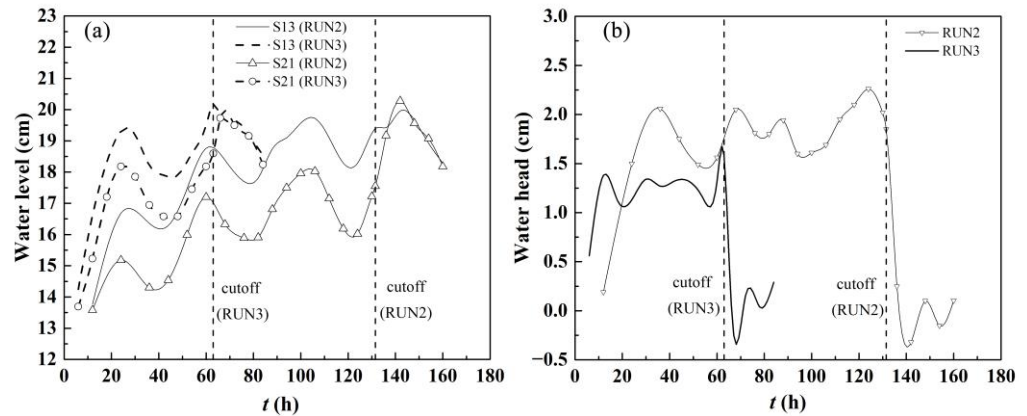 (a)
S13 (RUN2)
S13 (RUN3)
S21 (RUN2)
S21 (RUN3)
Water level (cm)
23
22
21
20
19
18
17
16
15
14
13
12
cutoff
(RUN3)
cutoff
(RUN2)
0 20 40 60 80 100 120 140 160 180
t (h)
(b)
RUN2
RUN3
Water head (cm)
3.0
2.5
2.0
1.5
1.0
0.5
0.0
−0.5
cutoff
(RUN3)
cutoff
(RUN2)
0 20 40 60 80 100 120 140 160 180
t (h)